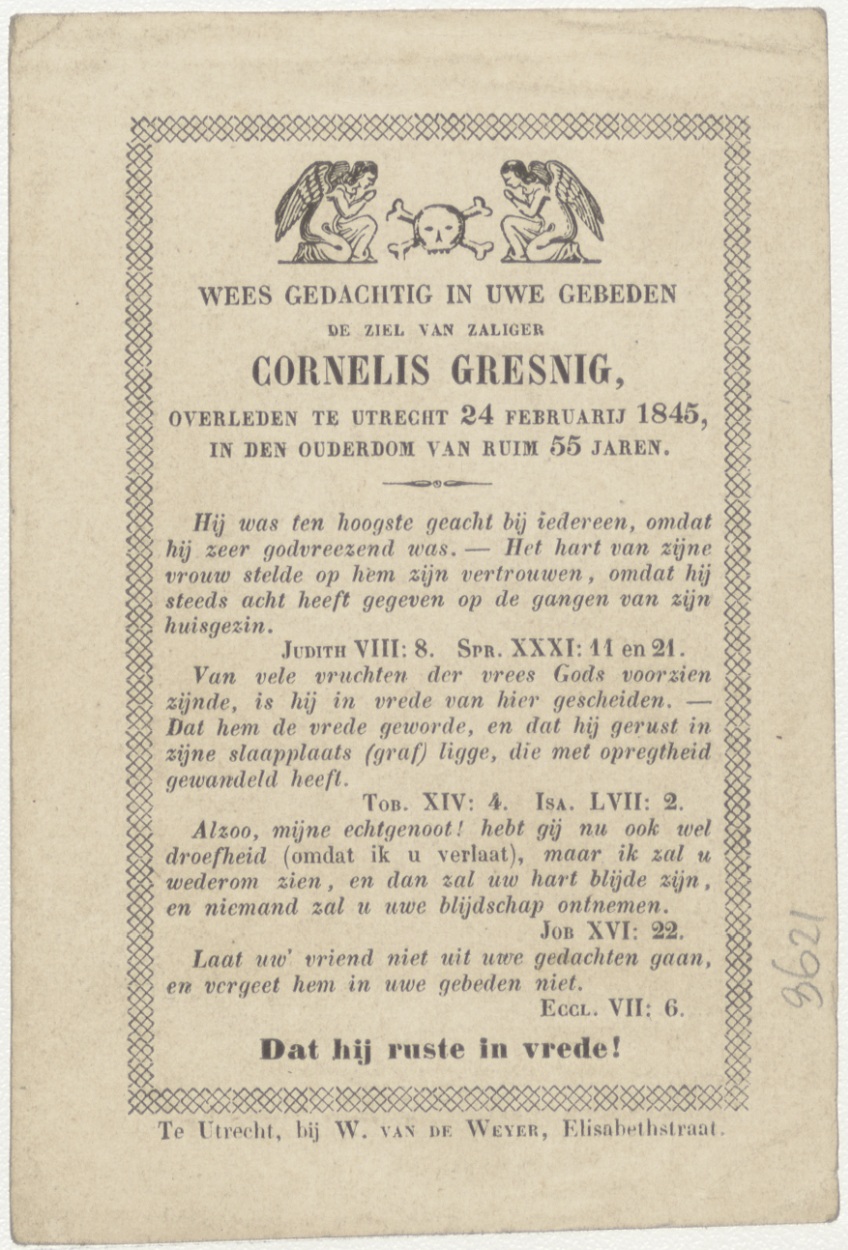 WEES GEDACHTIG IN UWE GEBEDEN
DE ZIEL VAN ZALIGER
CORNELIS GRESNIG,
OVERLEDEN TE UTRECHT 24 FEBRUARIJ 1845,
IN DEN OUDERDOM VAN RUIM 55 JAREN.
Hij was ten hoogste geacht bij iedereen, omdat
hij zeer godvreezend was. — Het hart van zijne
vrouw stelde op hem zijn vertrouwen, omdat hij
steeds acht heeft gegeven op de gangen van zijn
huisgezin.
JUDITH VIII: 8. SPR. XXXI: 11 en 21.
Van vele vruchten der vrees Gods voorzien
zijnde, is hij in vrede van hier gescheiden. —
Dat hem de vrede geworde, en dat hij gerust in
zijne slaapplaats (graf) ligge, die met opregtheid
gewandeld heeft.
TOB. XIV: 4. ISA. LVII: 2.
Alzoo, mijne echtgenoot! hebt gij nu ook wel
droefheid (omdat ik u verlaat), maar ik zal u
wederom zien, en dan zal uw hart blijde zijn,
en niemand zal u uwe blijdschap ontnemen.
JOB XVI: 22.
Laat uw' vriend niet uit uwe gedachten gaan,
en vergeet hem in uwe gebeden niet.
ECCL. VII: 6.
Dat hij ruste in vrede!
Te Utrecht, bij W. VAN DE WEYER, Elisabethstraat.
3621